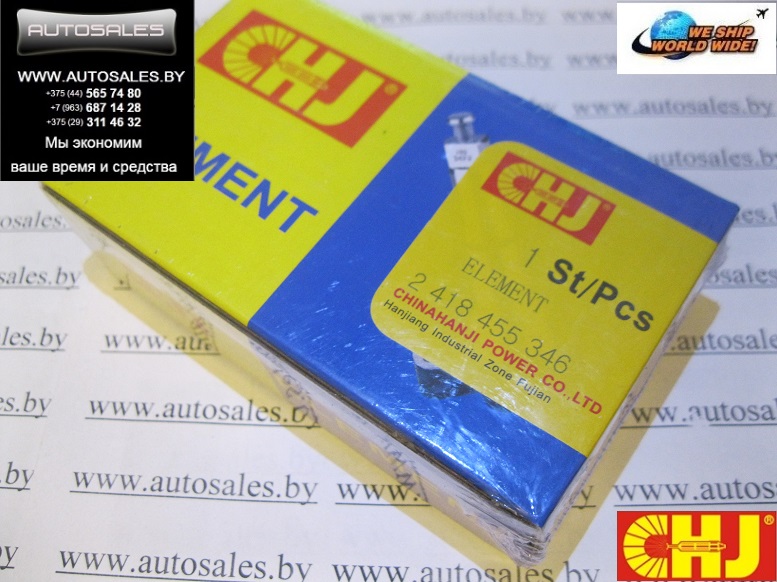 AUTOSALES
WWW.AUTOSALES.BY
+375 (44) 565 74 80
+7 (963) 687 14 28
+375 (29) 311 46 32
Мы экономим
ваше время и средства
WE SHIP
WORLD WIDE!
CHJ®
EMENT
CHJ®
1 St/Pcs
ELEMENT
2 418 455 346
CHINAHANJI POWER CO.,LTD
Hanjiang Industrial Zone Fujian
www.autosales.by
www.autosales.by
www.autosales.by
www.autosales.by
CHJ®